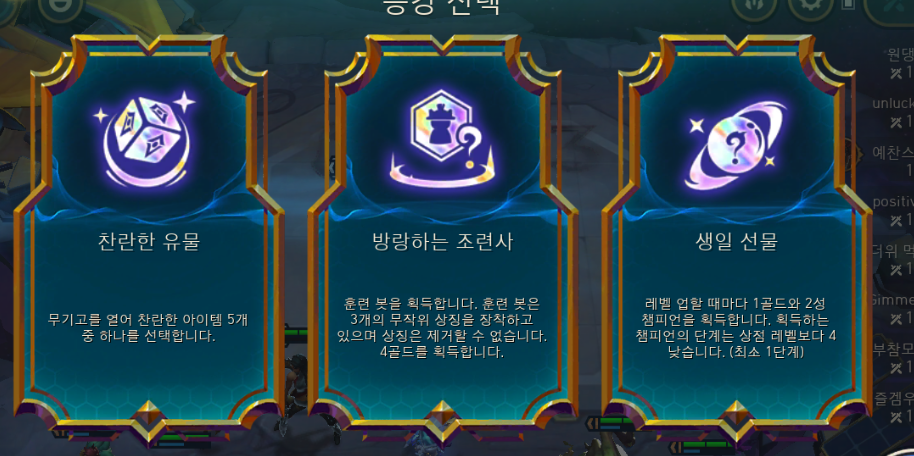 증강 선택
찬란한 유물
무기고를 열어 찬란한 아이템 5개
중 하나를 선택합니다.
방랑하는 조련사
훈련 봇을 획득합니다. 훈련 봇은
3개의 무작위 상징을 장착하고
있으며 상징은 제거할 수 없습니다.
4골드를 획득합니다.
생일 선물
레벨 업할 때마다 1골드와 2성
챔피언을 획득합니다. 획득하는
챔피언의 단계는 상점 레벨보다 4
낮습니다. (최소 1단계)
원댕
1
unluck
1
예찬스
1
positiv
1
더위 먹
1
Gimme
1
부참모
1
즐겜우
1